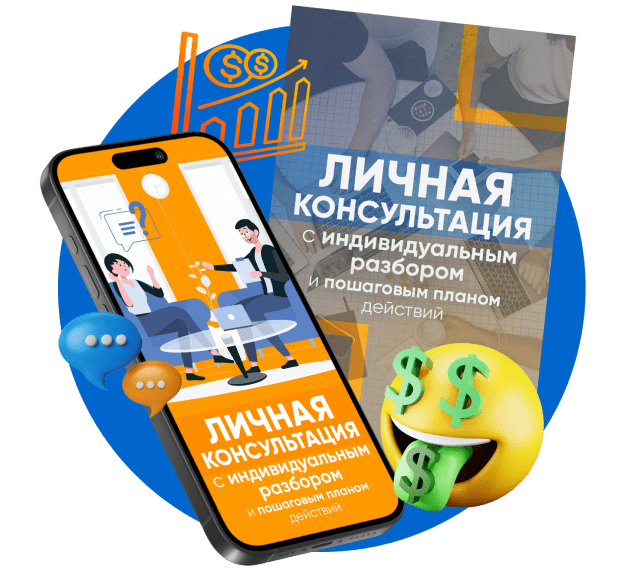 ЛИЧНАЯ
КОНСУЛЬТАЦИЯ
С ИНДИВИДУАЛЬНЫМ
РАЗБОРОМ
И ПОШАГОВЫМ ПЛАНОМ
ДЕЙСТВИЙ
?
$ $
ЛИЧНАЯ
КОНСУЛЬТАЦИЯ
С ИНДИВИДУАЛЬНЫМ
РАЗБОРОМ
И ПОШАГОВЫМ ПЛАНОМ
ДЕЙСТВИЙ
$ $
$